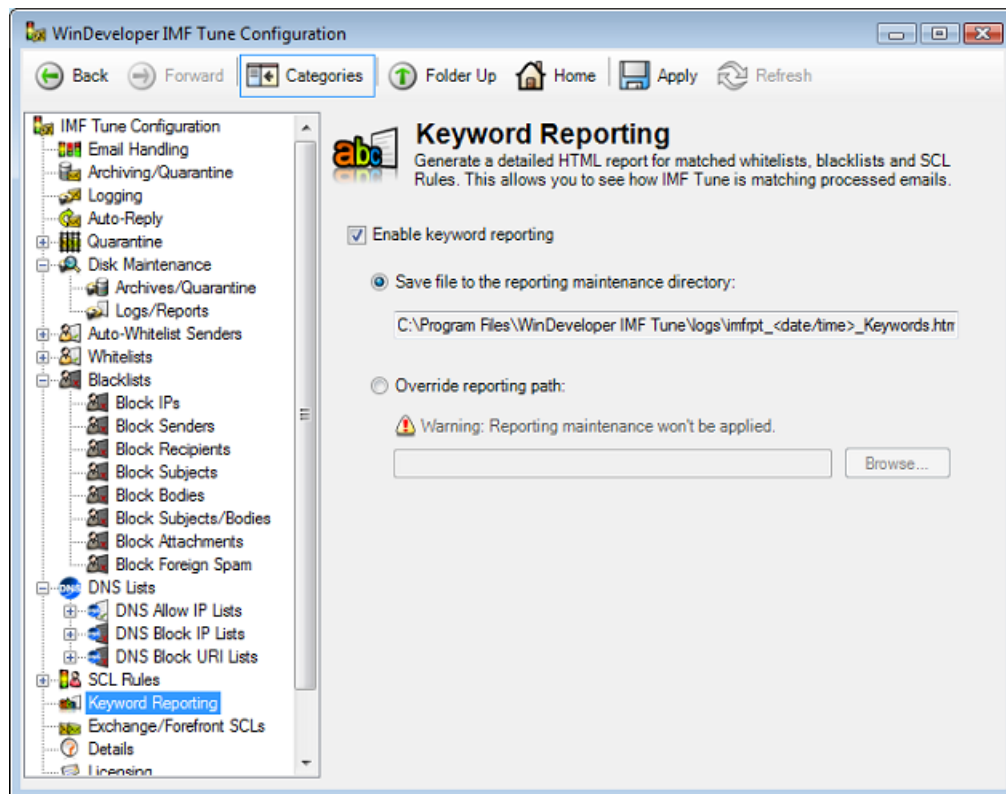 WinDeveloper IMF Tune Configuration
Back Forward Categories Folder Up Home Apply Refresh
IMF Tune Configuration
Email Handling
Archiving/Quarantine
Logging
Auto-Reply
Quarantine
Disk Maintenance
Archives/Quarantine
Logs/Reports
Auto-Whitelist Senders
Whitelists
Blacklists
Block IPs
Block Senders
Block Recipients
Block Subjects
Block Bodies
Block Subjects/Bodies
Block Attachments
Block Foreign Spam
DNS
DNS Lists
DNS Allow IP Lists
DNS Block IP Lists
DNS Block URI Lists
SCL Rules
Keyword Reporting
Exchange/Forefront SCLs
Details
Licensing
abc
Keyword Reporting
Generate a detailed HTML report for matched whitelists, blacklists and SCL
Rules. This allows you to see how IMF Tune is matching processed emails.
Enable keyword reporting
Save file to the reporting maintenance directory:
C:\Program Files\WinDeveloper IMF Tune\logs\imfrpt_<date/time>_Keywords.htm
Override reporting path:
Warning: Reporting maintenance won't be applied.
Browse...